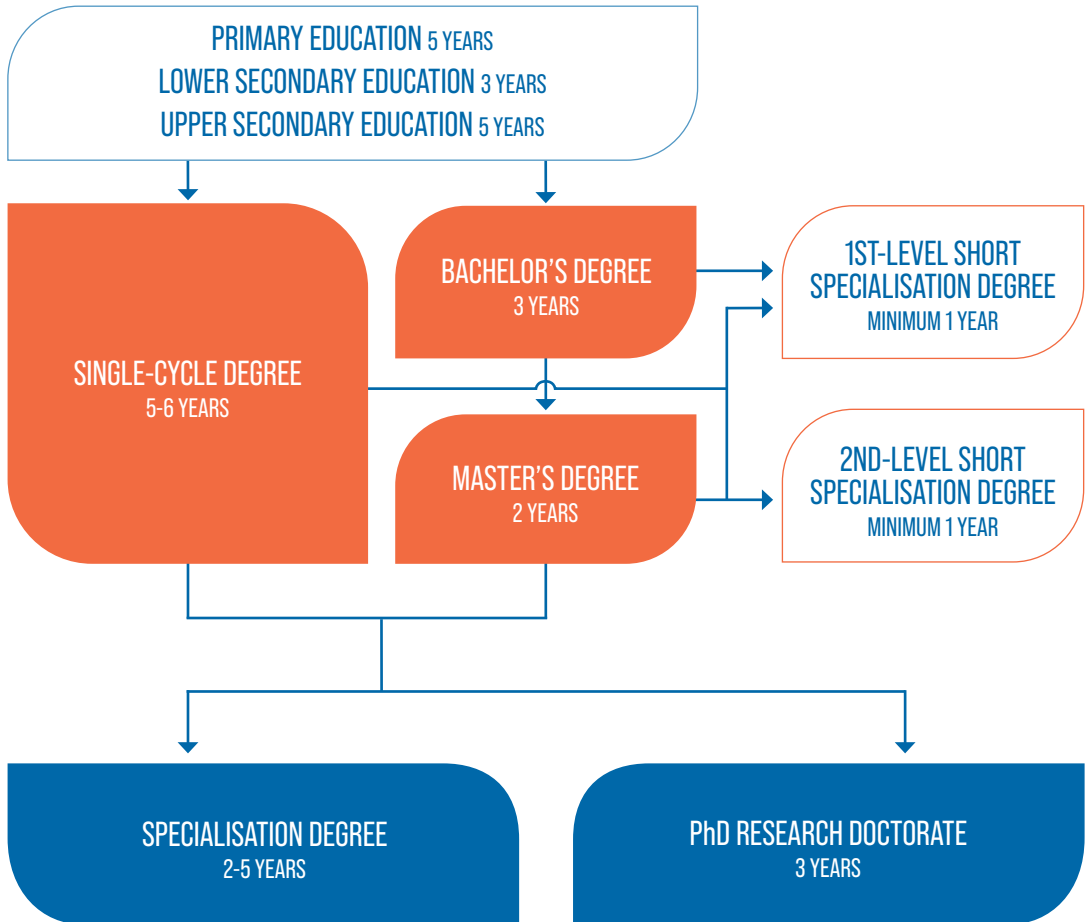 PRIMARY EDUCATION 5 YEARS
LOWER SECONDARY EDUCATION 3 YEARS
UPPER SECONDARY EDUCATION 5 YEARS
SINGLE-CYCLE DEGREE
5-6 YEARS
BACHELOR'S DEGREE
3 YEARS
1ST-LEVEL SHORT
SPECIALISATION DEGREE
MINIMUM 1 YEAR
MASTER'S DEGREE
2 YEARS
2ND-LEVEL SHORT
SPECIALISATION DEGREE
MINIMUM 1 YEAR
SPECIALISATION DEGREE
2-5 YEARS
PhD RESEARCH DOCTORATE
3 YEARS